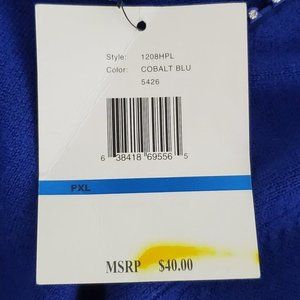 Style: 1208HPL
Color: COBALT BLU
5426
6 38418 69556 5
PXL
MSRP $40.00